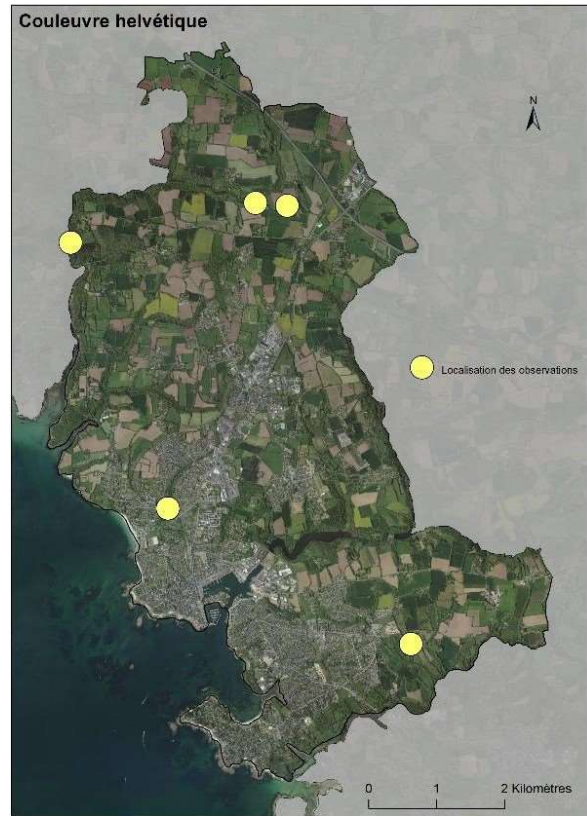 Couleuvre helvétique
N
Localisation des observations
0 1 2 Kilomètres